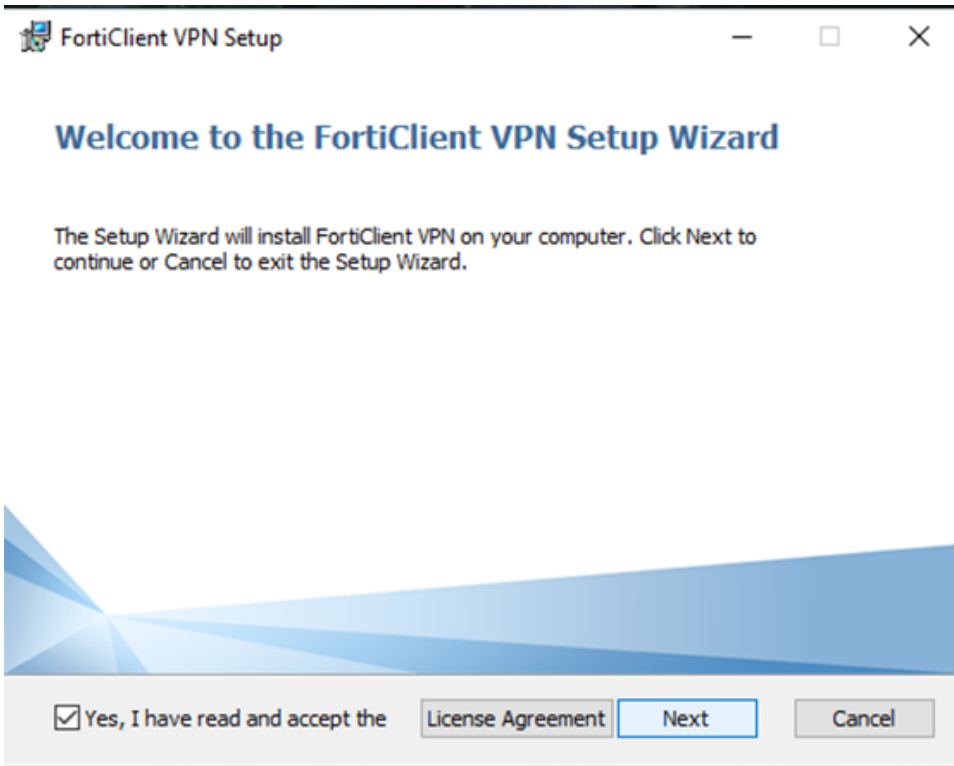 FortiClient VPN Setup
Welcome to the FortiClient VPN Setup Wizard
The Setup Wizard will install FortiClient VPN on your computer. Click Next to
continue or Cancel to exit the Setup Wizard.
Yes, I have read and accept the License Agreement Next Cancel